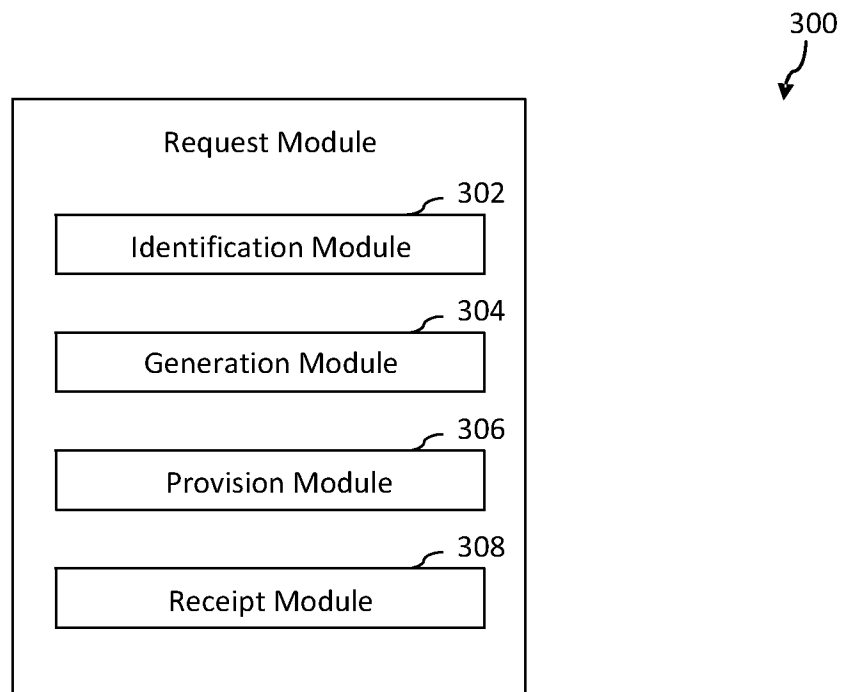 300
Request Module
302
Identification Module
304
Generation Module
306
Provision Module
308
Receipt Module